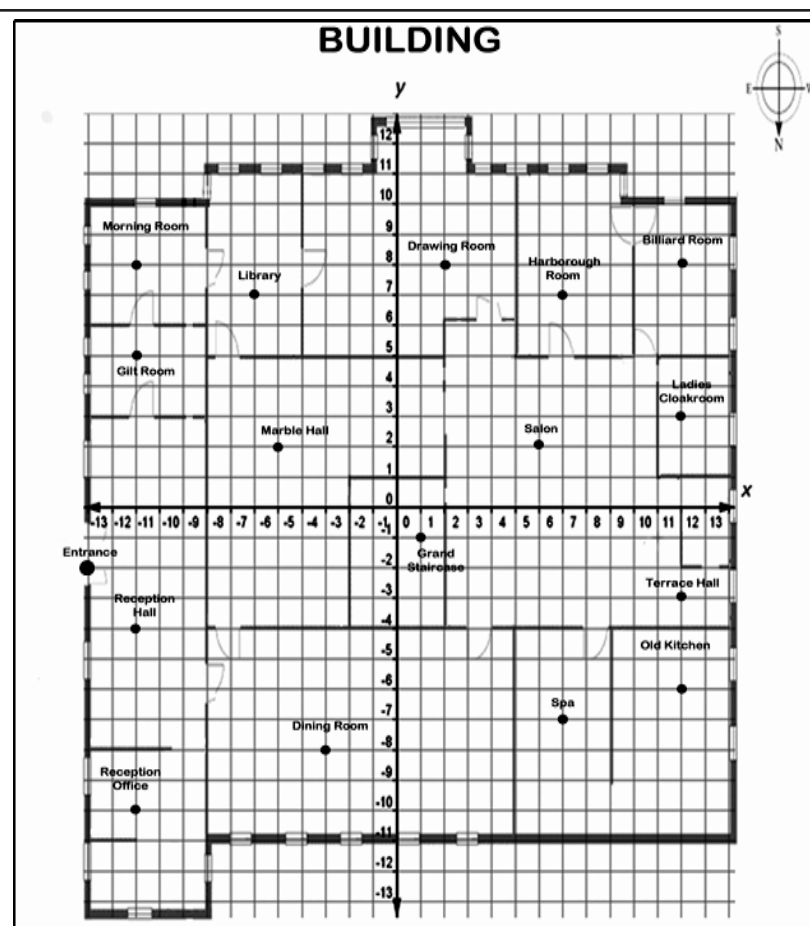 BUILDING
S
E W
N
y
12
11
10
9
8
7
6
5
4
3
2
1
0
Morning Room
Library
Drawing Room
Harborough
Room
Billiard Room
Gilt Room
Ladies
Cloakroom
Marble Hall
Salon
x
-13 -12 -11 -10 -9 -8 -7 -6 -5 -4 -3 -2 -1 0 1 2 3 4 5 6 7 8 9 10 11 12 13
-1
-2
-3
-4
-5
-6
-7
-8
-9
-10
-11
-12
-13
Entrance
Grand
Staircase
Reception
Hall
Terrace Hall
Old Kitchen
Spa
Dining Room
Reception
Office